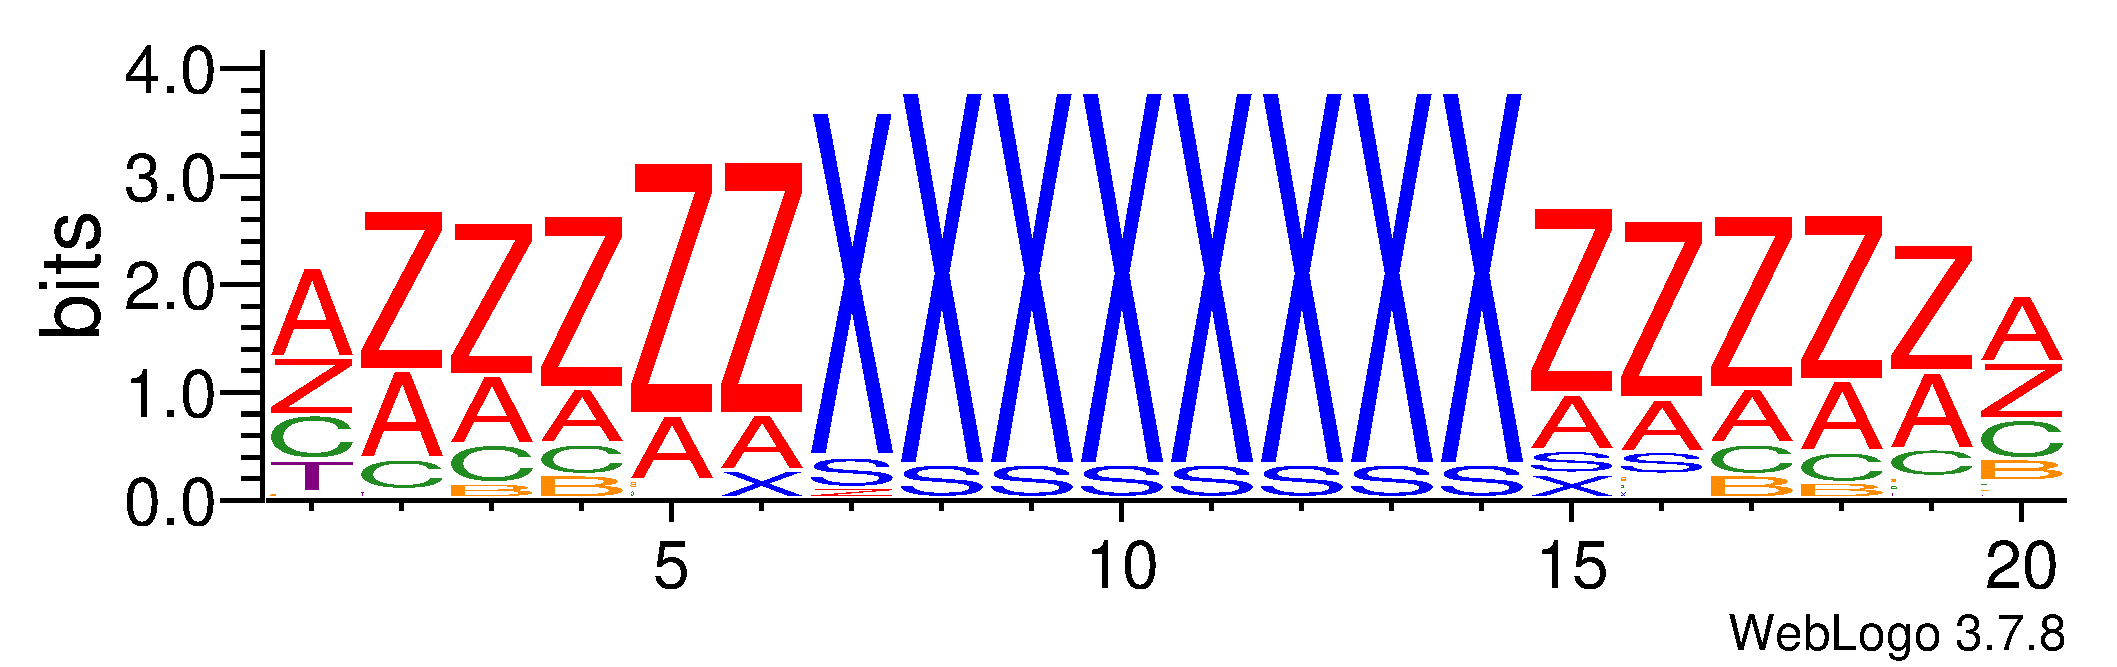 4.0
3.0
2.0
1.0
0.0
bits
A Z Z Z Z Z X X X X X X X X Z Z Z Z Z A
Z A A A A A S S S S S S S S A A A A A Z
C C C C X Z S S C C C C
T B B X B B B
5 10 15 20
WebLogo 3.7.8